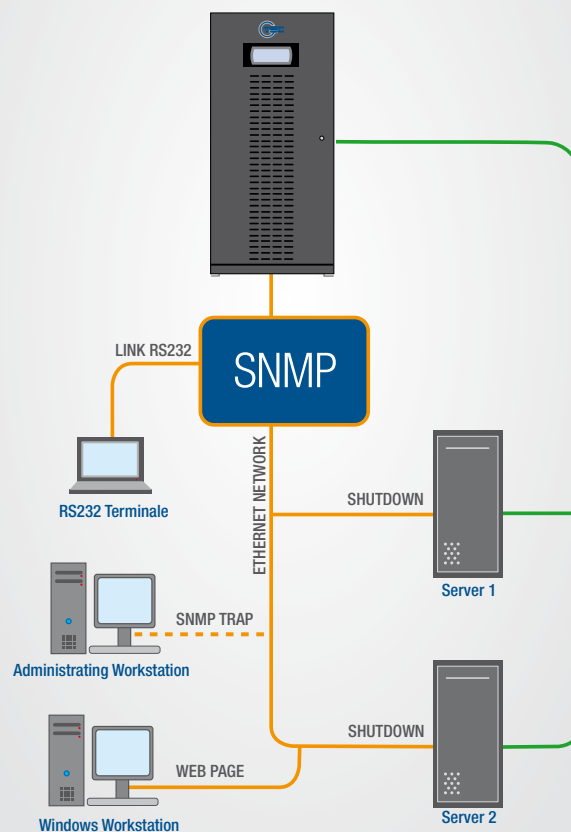 LINK RS232
SNMP
RS232 Terminale
ETHERNET NETWORK
SHUTDOWN
Server 1
SNMP TRAP
Administrating Workstation
SHUTDOWN
WEB PAGE
Server 2
Windows Workstation